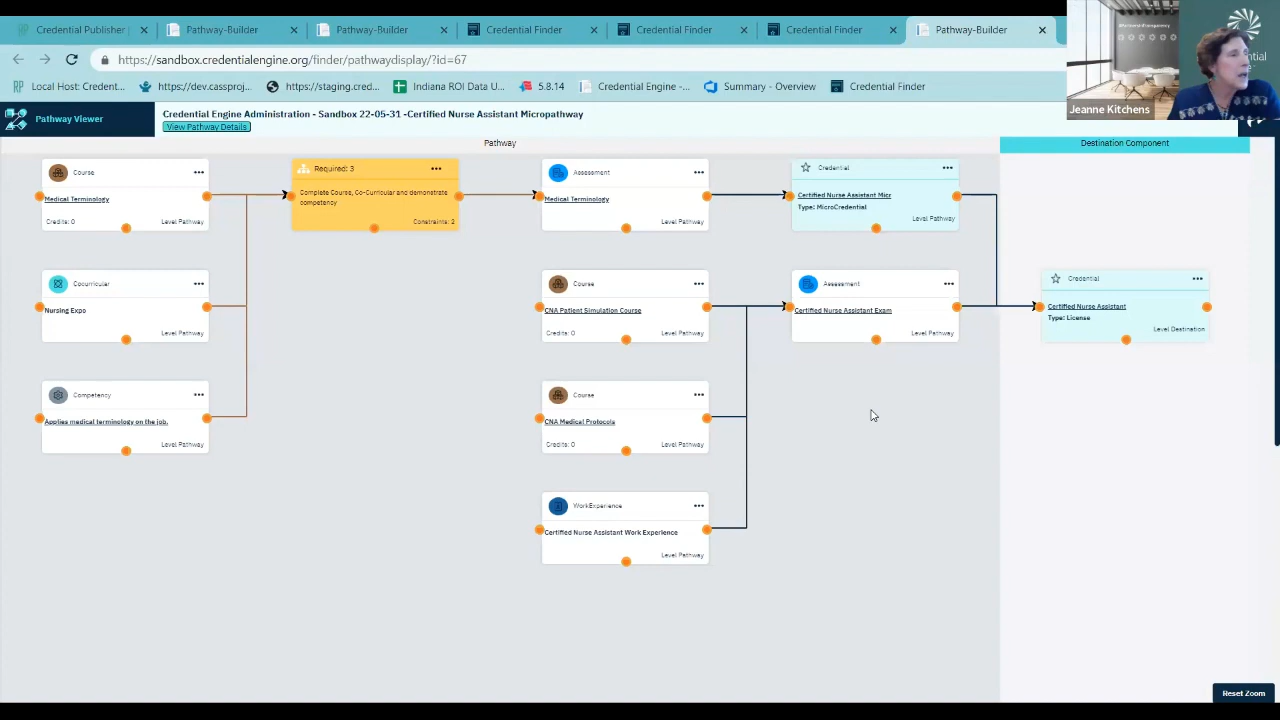 Credential Publisher |
Pathway-Builder
Pathway-Builder
Credential Finder
Credential Finder
Credential Finder
Pathway-Builder
https://sandbox.credentialengine.org/finder/pathwaydisplay/?id=67
Local Host: Credent...
https://dev.cassproj...
https://staging.cred...
Indiana ROI Data U...
5.8.14
Credential Engine -...
Summary - Overview
Credential Finder
Jeanne Kitchens
Pathway Viewer
Credential Engine Administration - Sandbox 22-05-31 -Certified Nurse Assistant Micropathway
View Pathway Details
Pathway
Destination Component
Course
Medical Terminology
Credits: 0
Level Pathway
Required: 3
Complete Course, Co-Curricular and demonstrate
competency
Constraints: 2
Assessment
Medical Terminology
Level Pathway
Credential
Certified Nurse Assistant Micr
Type: MicroCredential
Level Pathway
Cocurricular
Nursing Expo
Level Pathway
Course
CNA Patient Simulation Course
Credits: 0
Level Pathway
Assessment
Certified Nurse Assistant Exam
Level Pathway
Credential
Certified Nurse Assistant
Type: License
Level Destination
Competency
Applies medical terminology on the job.
Level Pathway
Course
CNA Medical Protocols
Credits: 0
Level Pathway
WorkExperience
Certified Nurse Assistant Work Experience
Level Pathway
Reset Zoom